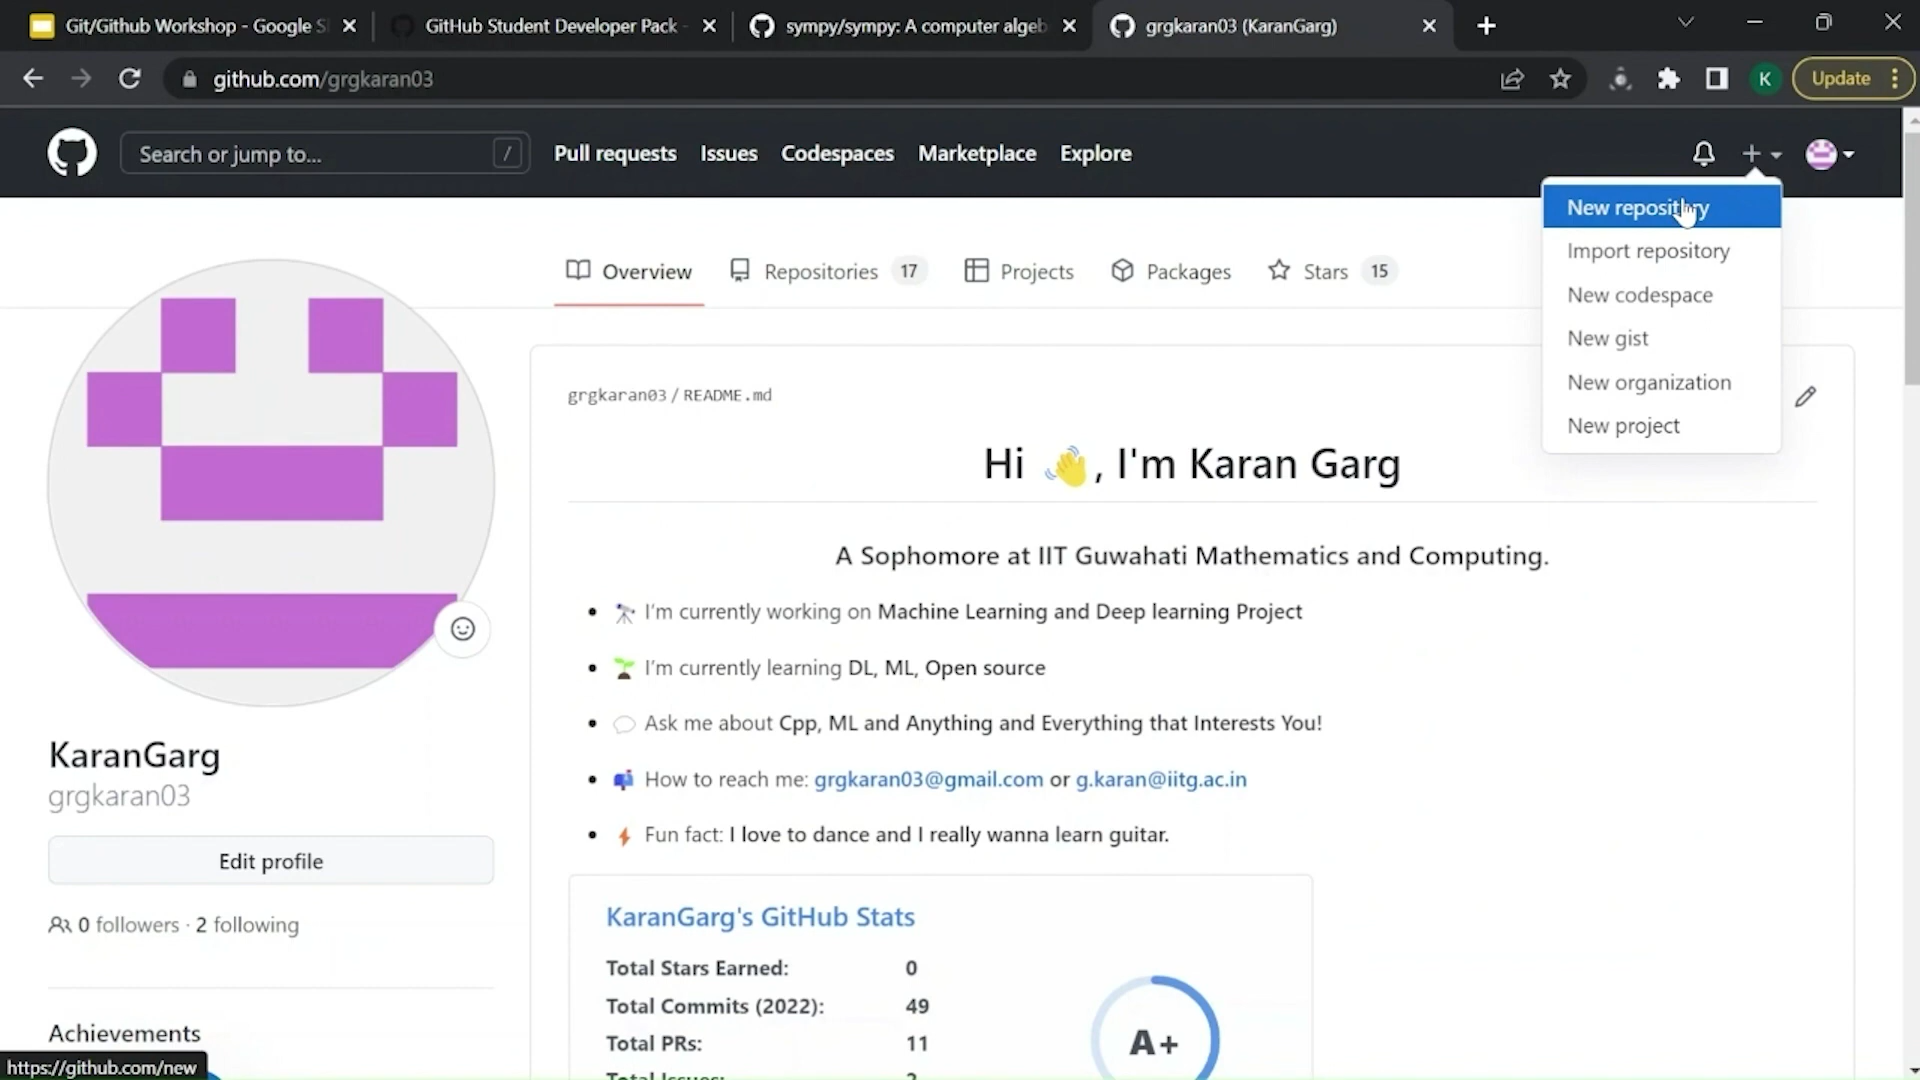 Git/Github Workshop - Google S
GitHub Student Developer Pack -
sympy/sympy: A computer algeb
grgkaran03 (KaranGarg)
github.com/grgkaran03
K
Update
Search or jump to...
/
Pull requests
Issues
Codespaces
Marketplace
Explore
New repository
Import repository
New codespace
New gist
New organization
New project
Overview
Repositories 17
Projects
Packages
Stars 15
grgkaran03 / README.md
Hi 👋, I'm Karan Garg
A Sophomore at IIT Guwahati Mathematics and Computing.
• 🔭 I'm currently working on Machine Learning and Deep learning Project
• 🌱 I'm currently learning DL, ML, Open source
• 💬 Ask me about Cpp, ML and Anything and Everything that Interests You!
• 📫 How to reach me: grgkaran03@gmail.com or g.karan@iitg.ac.in
• ⚡ Fun fact: I love to dance and I really wanna learn guitar.
KaranGarg
grgkaran03
Edit profile
0 followers · 2 following
Achievements
KaranGarg's GitHub Stats
Total Stars Earned: 0
Total Commits (2022): 49
Total PRs: 11
Total Issues: 2
A+
https://github.com/new